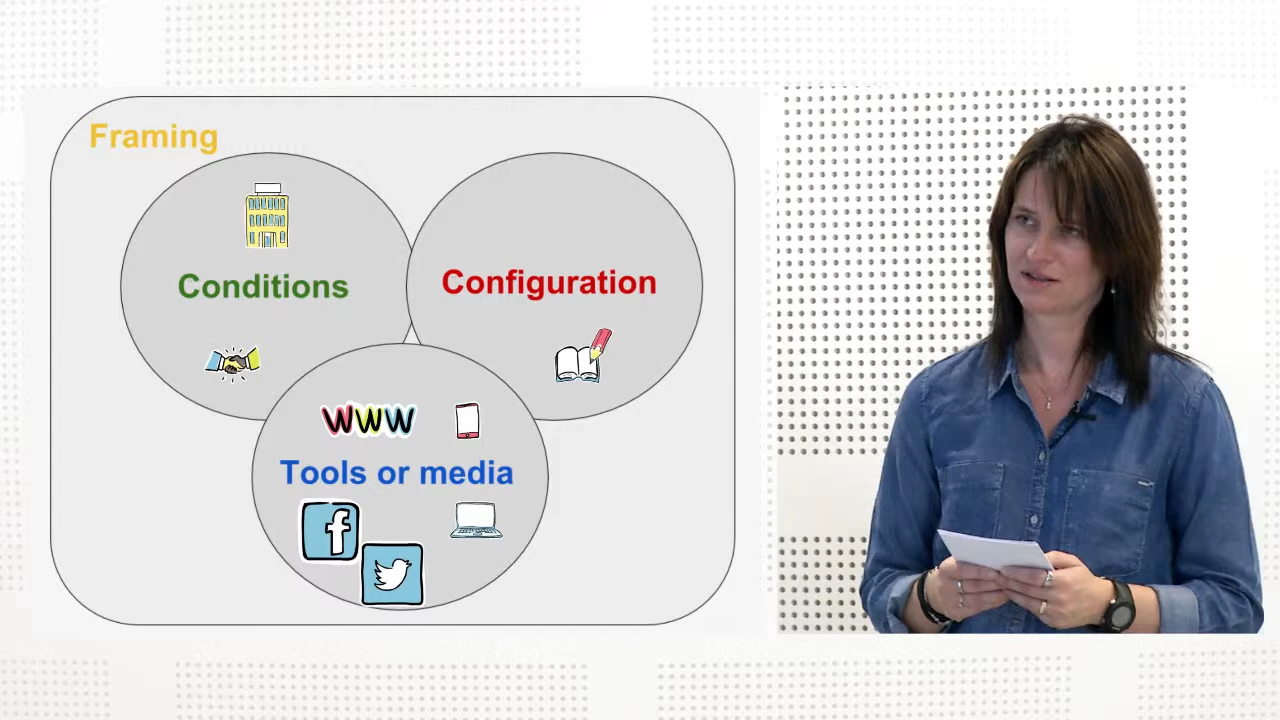 Framing
Conditions
Configuration
www
Tools or media
f